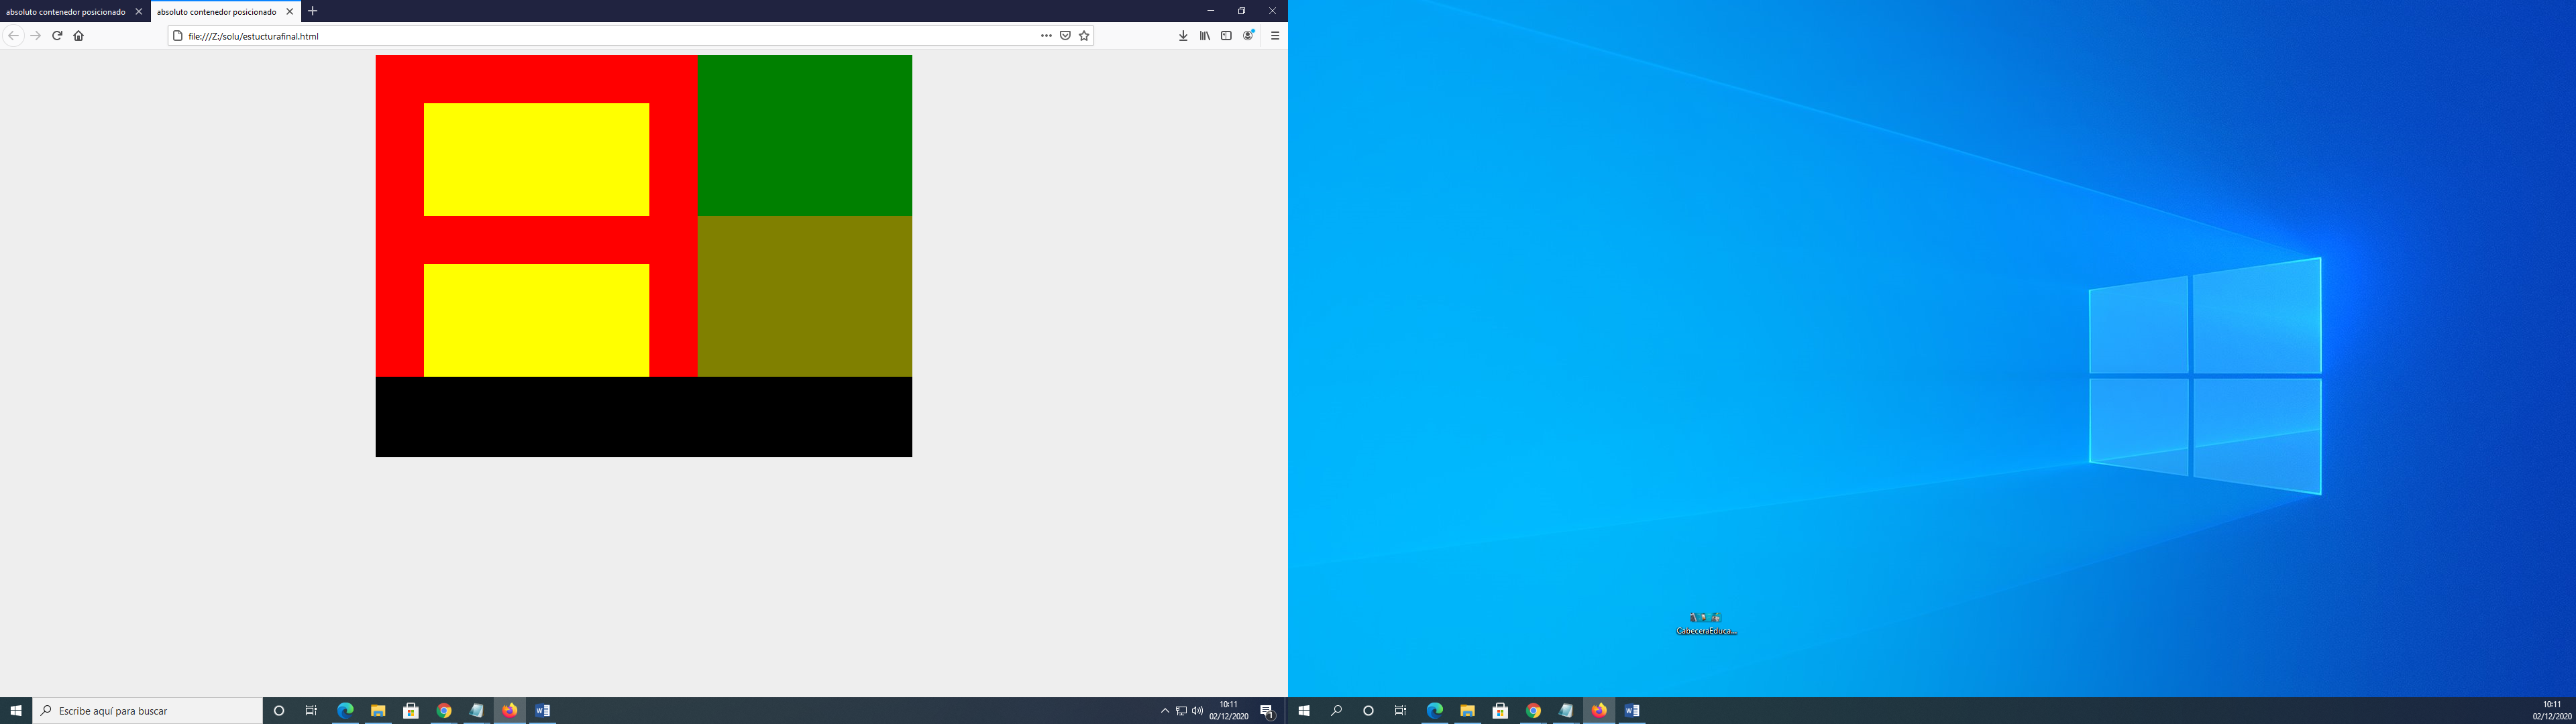 absoluto contenedor posicionado
absoluto contenedor posicionado
file:///Z:/solu/estucturafinal.html
CabeceraEduca...
Escribe aquí para buscar
10:11
02/12/2020
1
10:11
02/12/2020